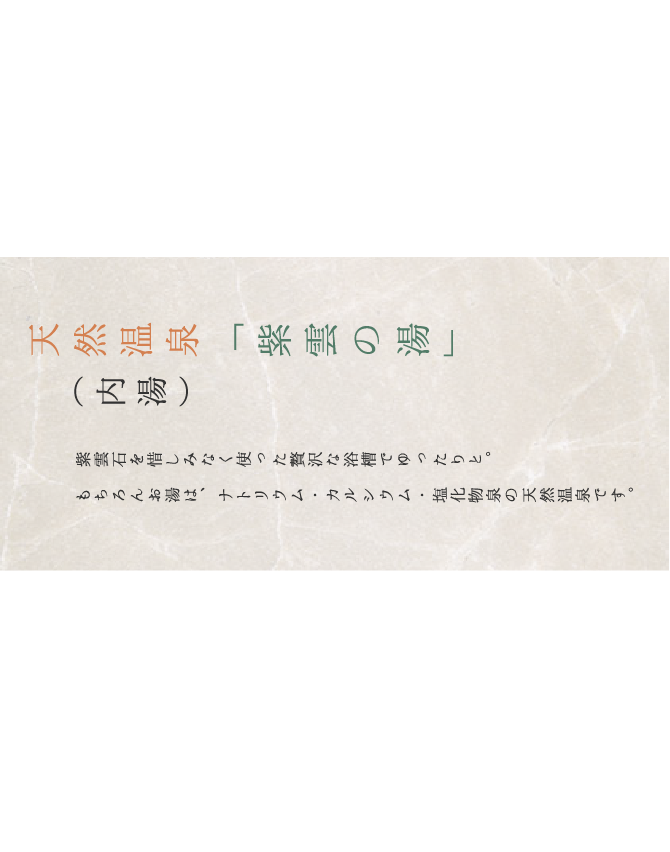 天然温泉「紫雲の湯」
（内湯）
紫雲石を惜しみなく使った贅沢な浴槽でゆったりと。
もちろんお湯は、ナトリウム・カルシウム・塩化物泉の天然温泉です。